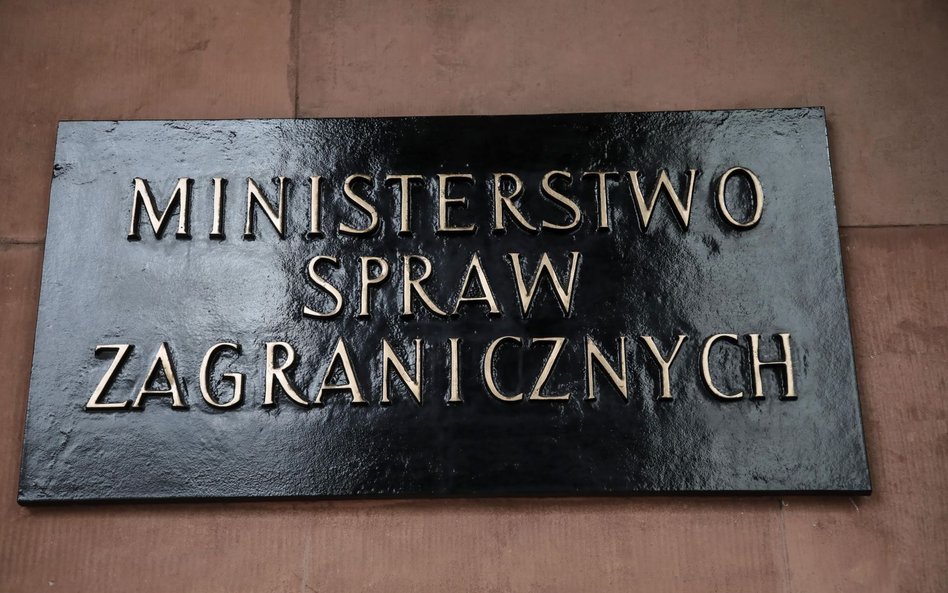 MINISTERSTWO
SPRAW
ZAGRANICZNYCH